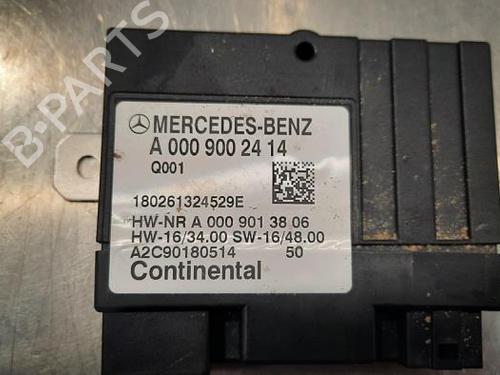 MERCEDES-BENZ
A 000 900 24 14
Q001
180261324529E
HW-NR A 000 901 38 06
HW-16/34.00 SW-16/48.00
A2C90180514 50
Continental
B-PARTS